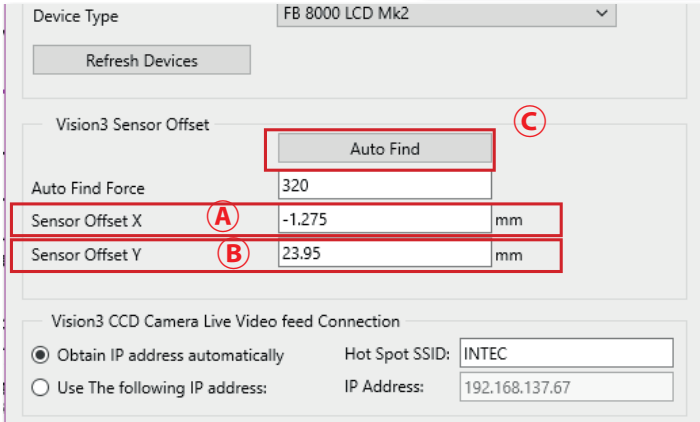 Device Type FB 8000 LCD Mk2
Refresh Devices
Vision3 Sensor Offset
Ⓒ
Auto Find
Auto Find Force 320
Sensor Offset X Ⓐ -1.275 mm
Sensor Offset Y Ⓑ 23.95 mm
Vision3 CCD Camera Live Video feed Connection
Obtain IP address automatically Hot Spot SSID: INTEC
Use The following IP address: IP Address: 192.168.137.67